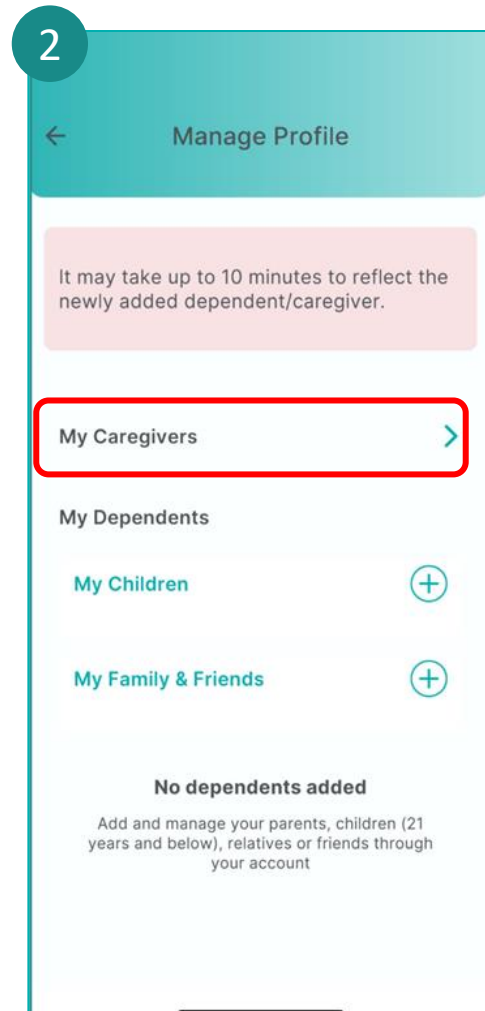 2
Manage Profile
It may take up to 10 minutes to reflect the
newly added dependent/caregiver.
My Caregivers
My Dependents
My Children
My Family & Friends
No dependents added
Add and manage your parents, children (21
years and below), relatives or friends through
your account